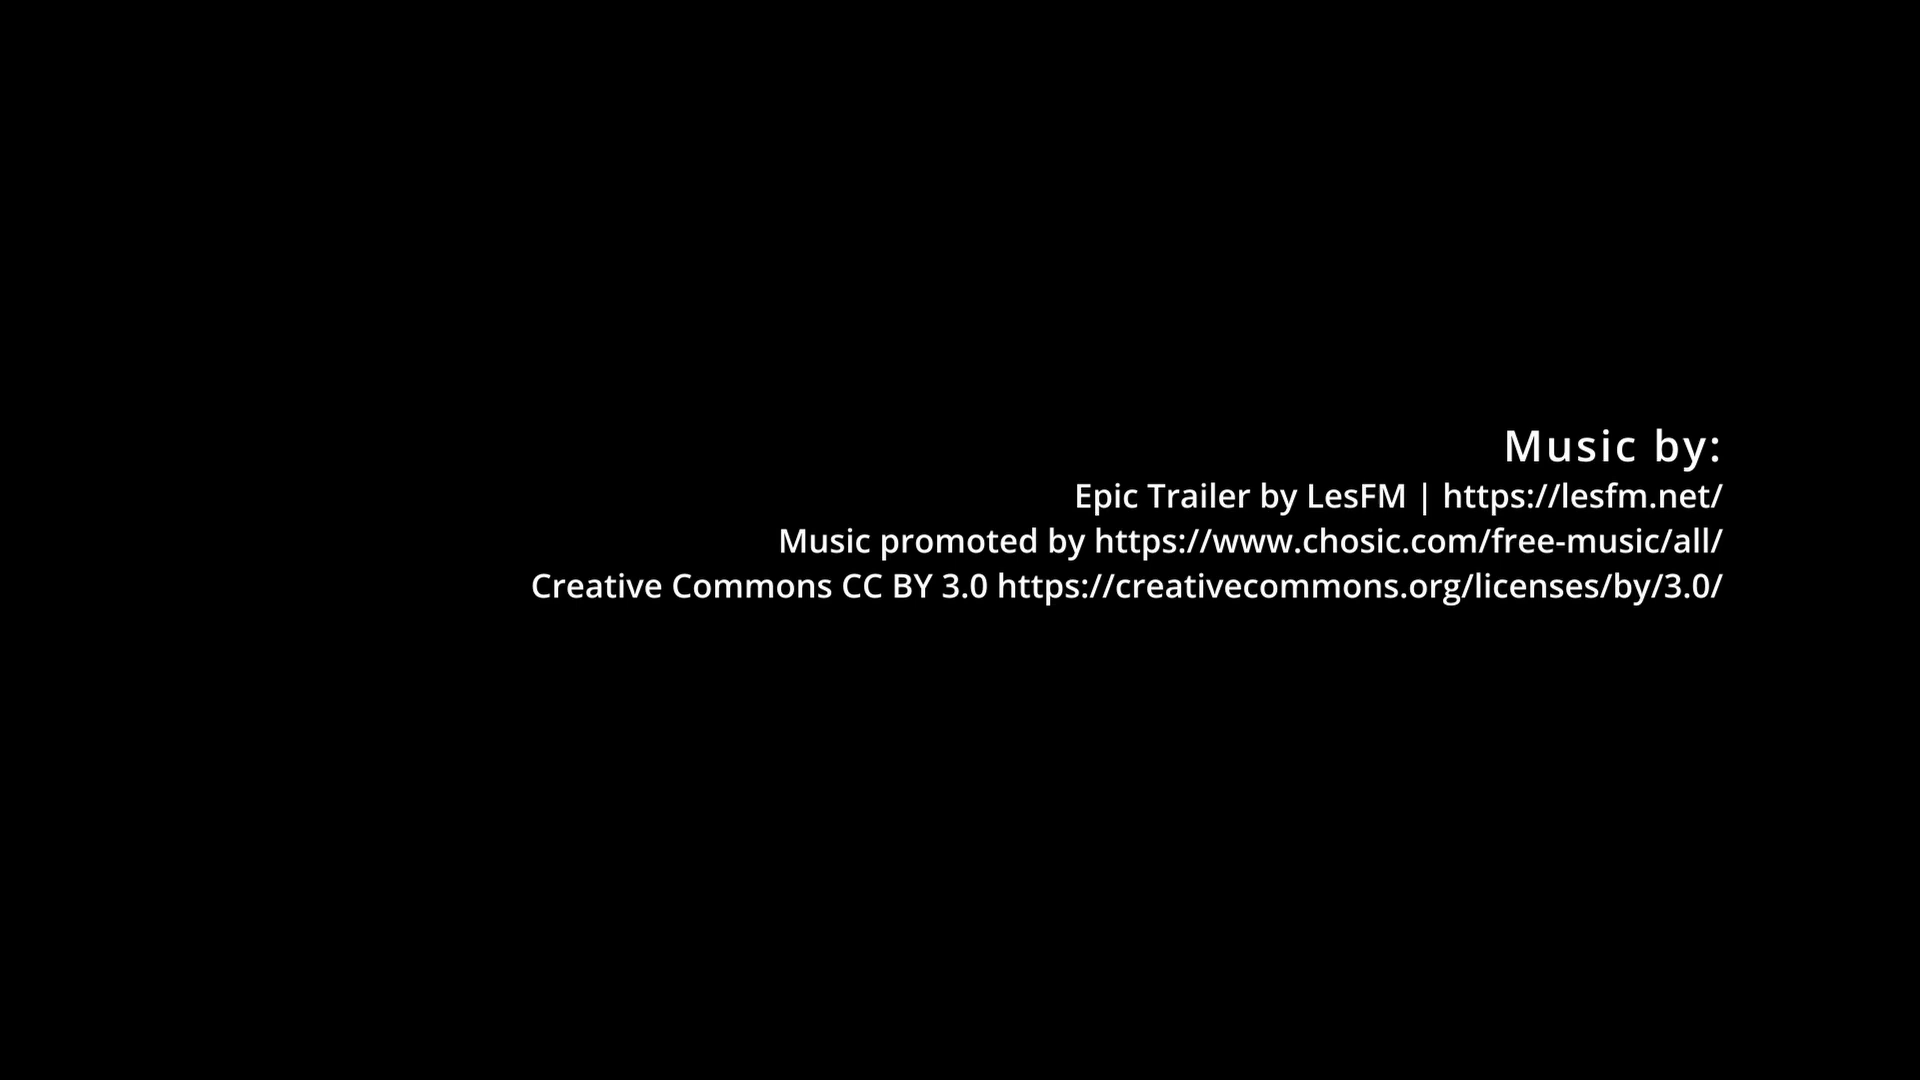 Music by:
Epic Trailer by LesFM | https://lesfm.net/
Music promoted by https://www.chosic.com/free-music/all/
Creative Commons CC BY 3.0 https://creativecommons.org/licenses/by/3.0/